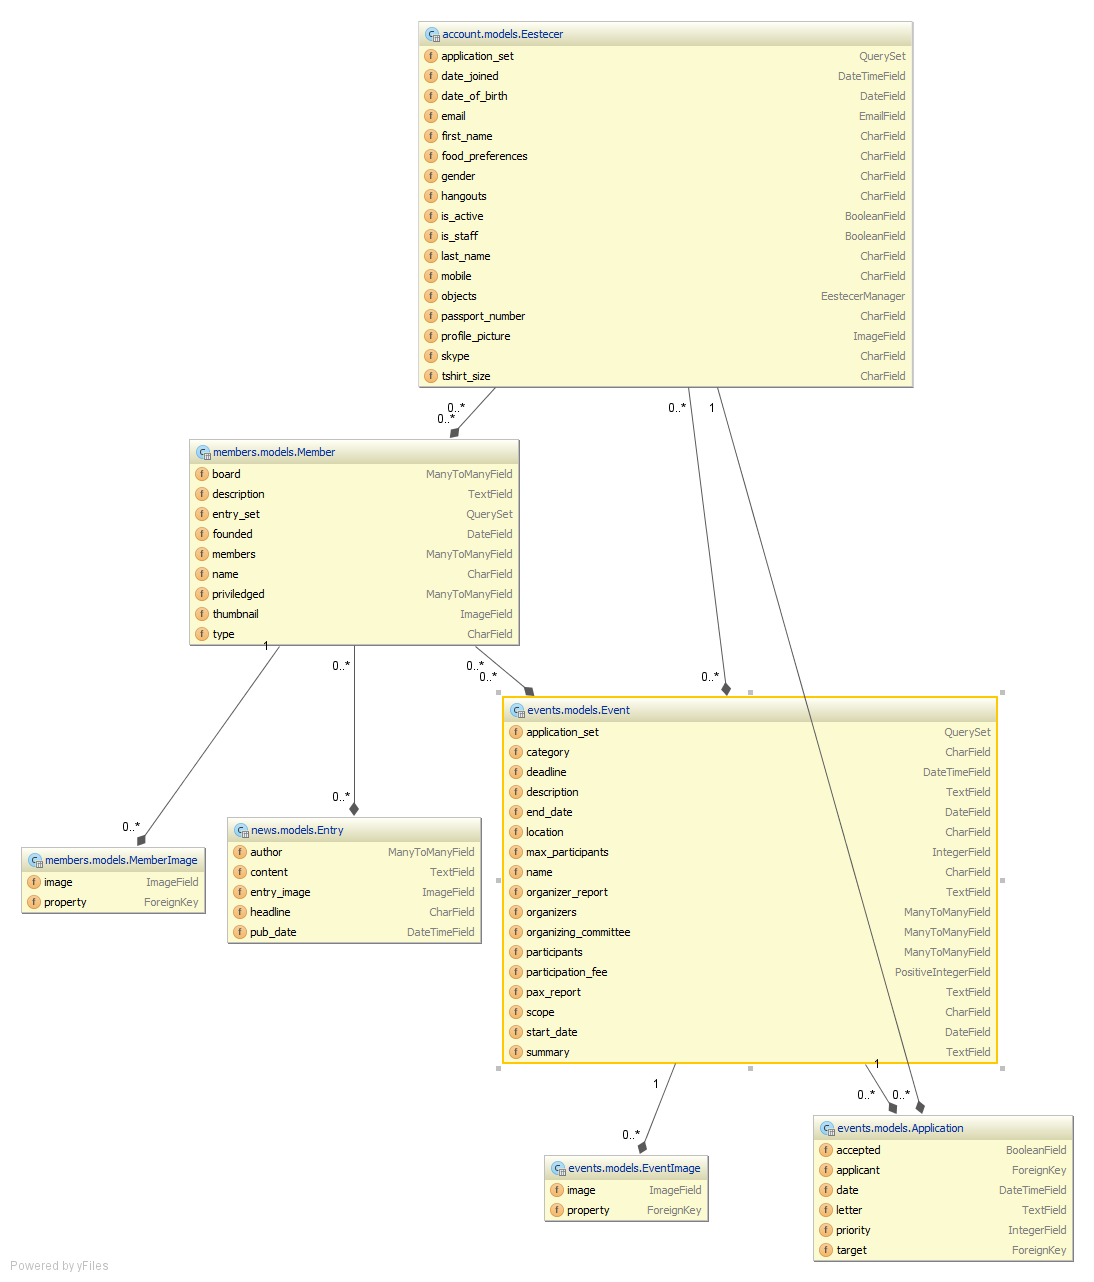 account.models.Eestecer
application_set QuerySet
date_joined DateTimeField
date_of_birth DateField
email EmailField
first_name CharField
food_preferences CharField
gender CharField
hangouts CharField
is_active BooleanField
is_staff BooleanField
last_name CharField
mobile CharField
objects EestecerManager
passport_number CharField
profile_picture ImageField
skype CharField
tshirt_size CharField
0..*
0..*
0..*
1
members.models.Member
board ManyToManyField
description TextField
entry_set QuerySet
founded DateField
members ManyToManyField
name CharField
priviledged ManyToManyField
thumbnail ImageField
type CharField
1
0..*
0..*
0..*
0..*
events.models.Event
application_set QuerySet
category CharField
deadline DateTimeField
description TextField
end_date DateField
location CharField
max_participants IntegerField
name CharField
organizer_report TextField
organizers ManyToManyField
organizing_committee ManyToManyField
participants ManyToManyField
participation_fee PositiveIntegerField
pax_report TextField
scope CharField
start_date DateField
summary TextField
0..*
0..*
members.models.MemberImage
image ImageField
property ForeignKey
news.models.Entry
author ManyToManyField
content TextField
entry_image ImageField
headline CharField
pub_date DateTimeField
1
1
0..*
0..*
0..*
events.models.EventImage
image ImageField
property ForeignKey
events.models.Application
accepted BooleanField
applicant ForeignKey
date DateTimeField
letter TextField
priority IntegerField
target ForeignKey
Powered by yFiles